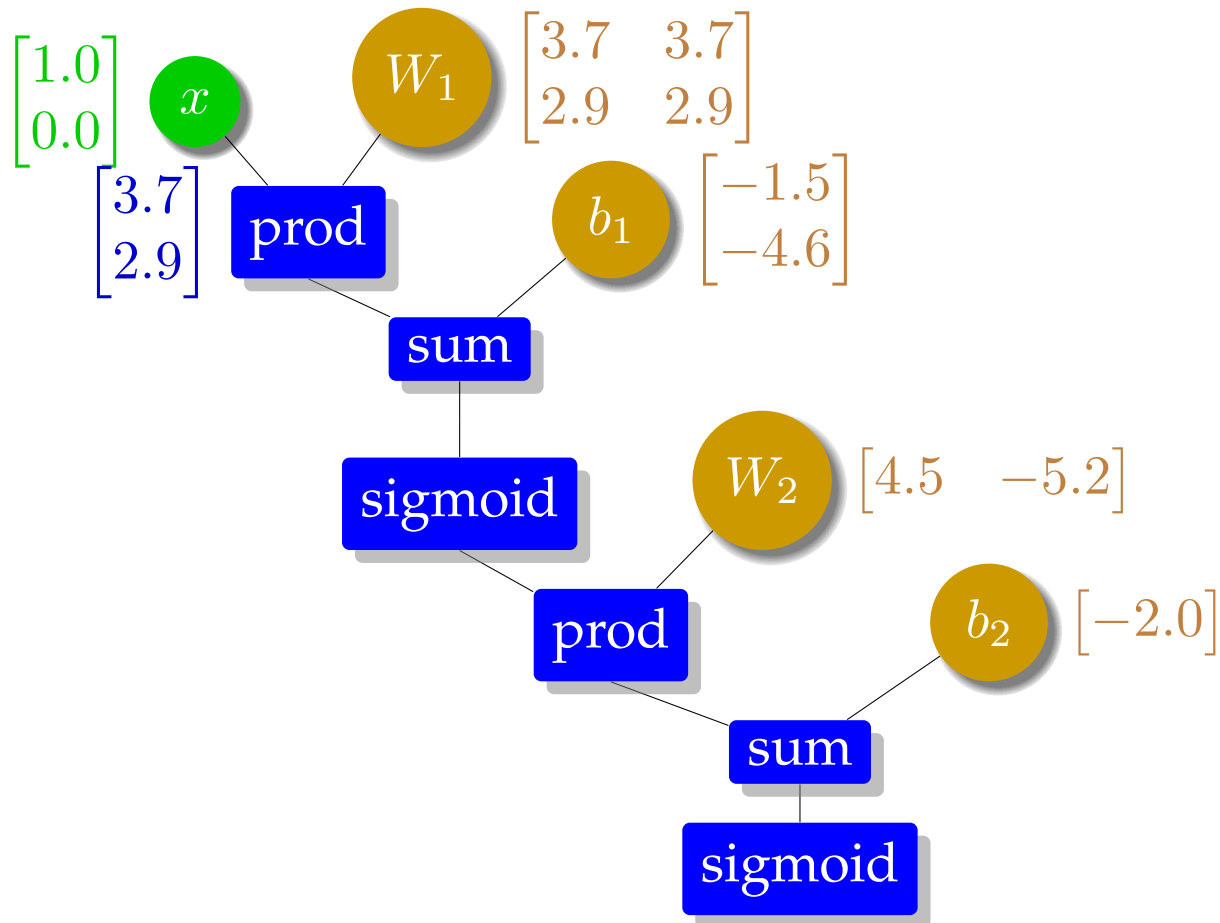 [1.0
0.0]
x
W₁
[3.7 3.7
2.9 2.9]
[3.7
2.9]
prod
b₁
[−1.5
−4.6]
sum
sigmoid
W₂
[4.5 −5.2]
prod
b₂
[−2.0]
sum
sigmoid